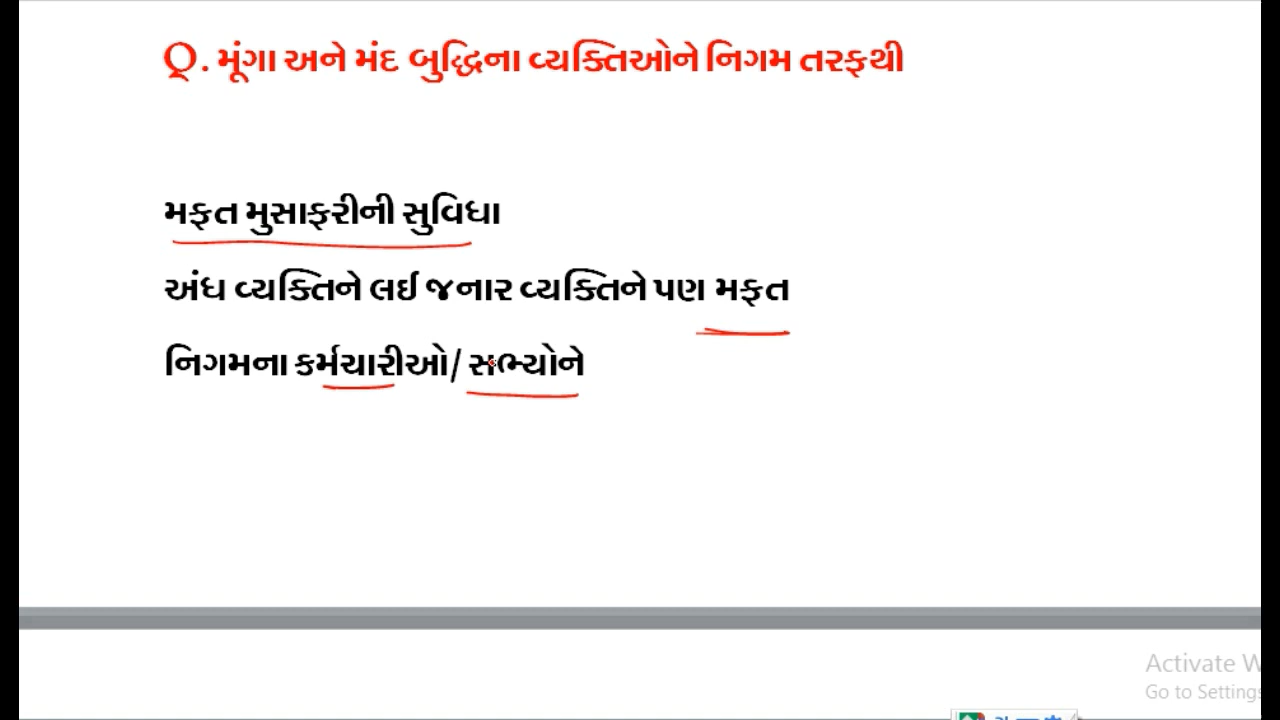 Q. મૂંગા અને મંદ બુદ્ધિના વ્યક્તિઓને નિગમ તરફથી
મફત મુસાફરીની સુવિધા
અંધ વ્યક્તિને લઈ જનાર વ્યક્તિને પણ મફત
નિગમના કર્મચારીઓ/ સભ્યોને
Activate W
Go to Settings